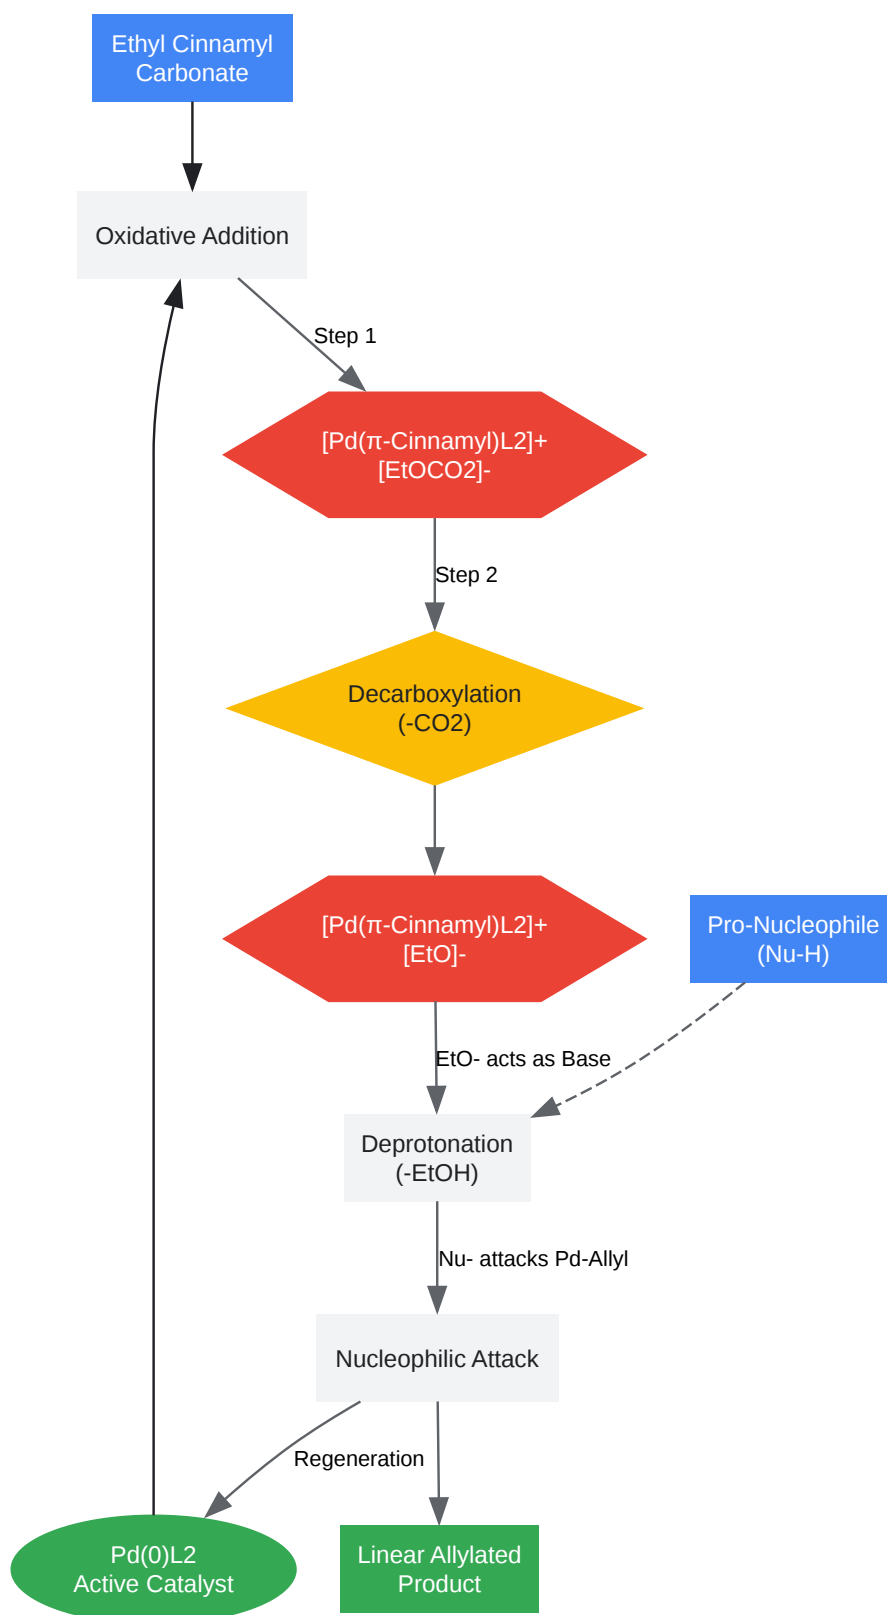 Ethyl Cinnamyl
Carbonate
Oxidative Addition
Step 1
[Pd(π-Cinnamyl)L2]+
[EtOCO2]-
Step 2
Decarboxylation
(-CO2)
[Pd(π-Cinnamyl)L2]+
[EtO]-
Pro-Nucleophile
(Nu-H)
EtO- acts as Base
Deprotonation
(-EtOH)
Nu- attacks Pd-Allyl
Nucleophilic Attack
Regeneration
Pd(0)L2
Active Catalyst
Linear Allylated
Product